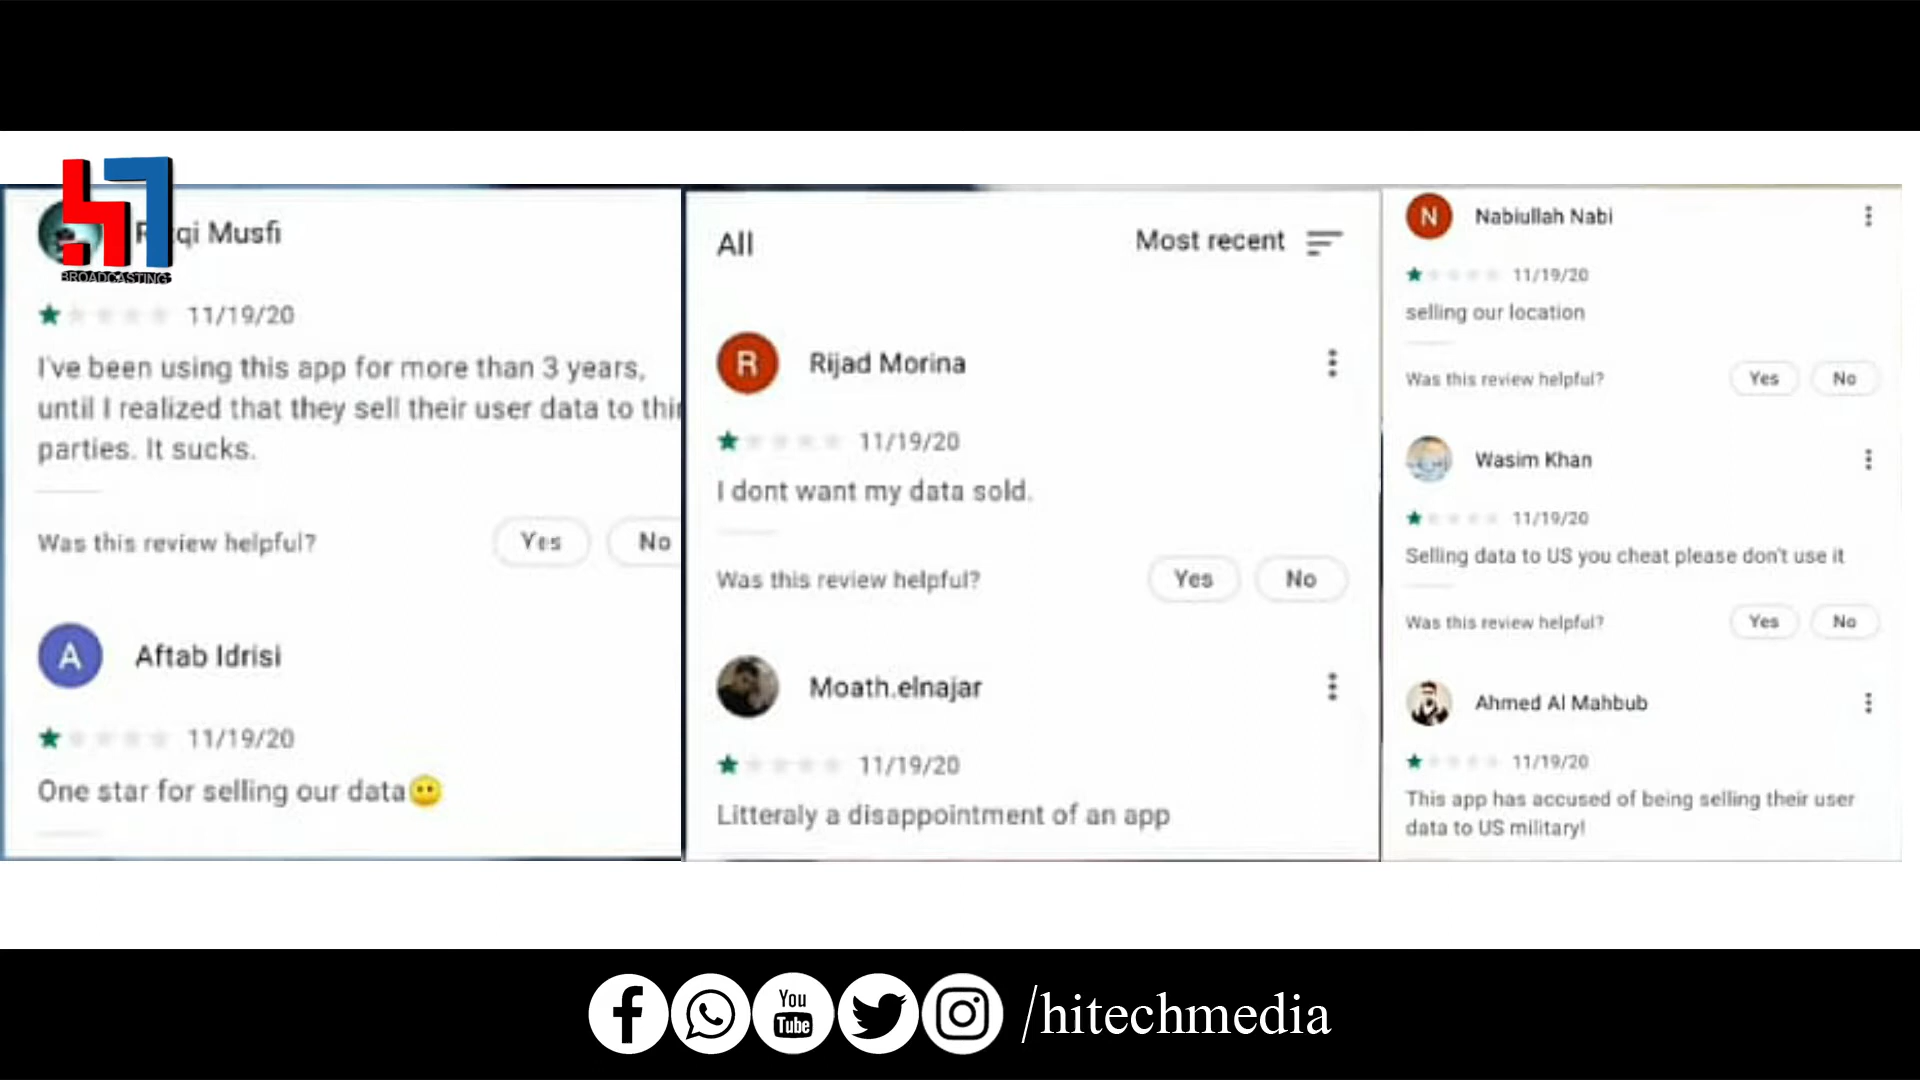 BROADCASTING
qi Musfi
11/19/20
I've been using this app for more than 3 years,
until I realized that they sell their user data to
parties. It sucks.
Was this review helpful?
Yes
No
A
Aftab Idrisi
11/19/20
One star for selling our data😶
All
Most recent
R
Rijad Morina
11/19/20
I dont want my data sold.
Was this review helpful?
Yes
No
Moath.elnajar
11/19/20
Litteraly a disappointment of an app
N
Nabiullah Nabi
11/19/20
selling our location
Was this review helpful?
Yes
No
Wasim Khan
11/19/20
Selling data to US you cheat please don't use it
Was this review helpful?
Yes
No
Ahmed Al Mahbub
11/19/20
This app has accused of being selling their user
data to US military!
You
Tube
/hitechmedia